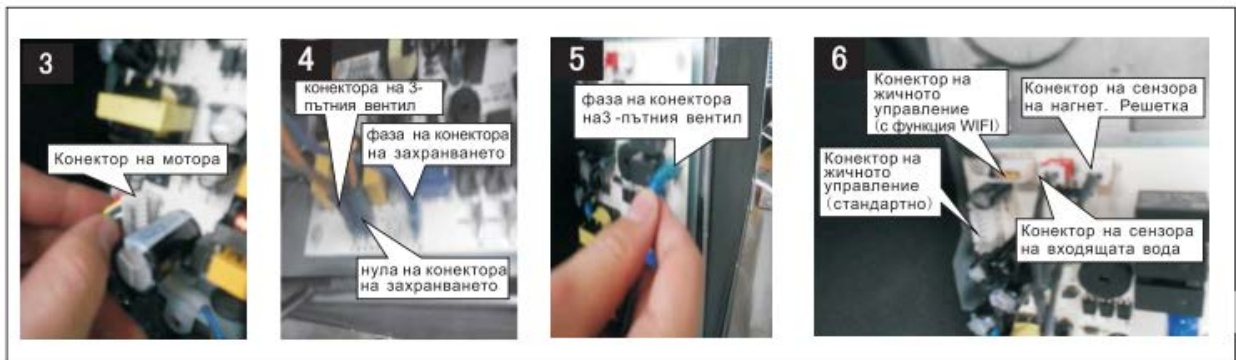 3
Конектор на мотора
4
конектора на 3-
пътния вентил
фаза на конектора
на захранването
нула на конектора
на захранването
5
фаза на конектора
на3 -пътния вентил
6
Конектор на
жичното
управление
(с функция WIFI)
Конектор на сензора
на нагнет. Решетка
Конектор на
жичното
управление
(стандартно)
Конектор на сензора
на входящата вода